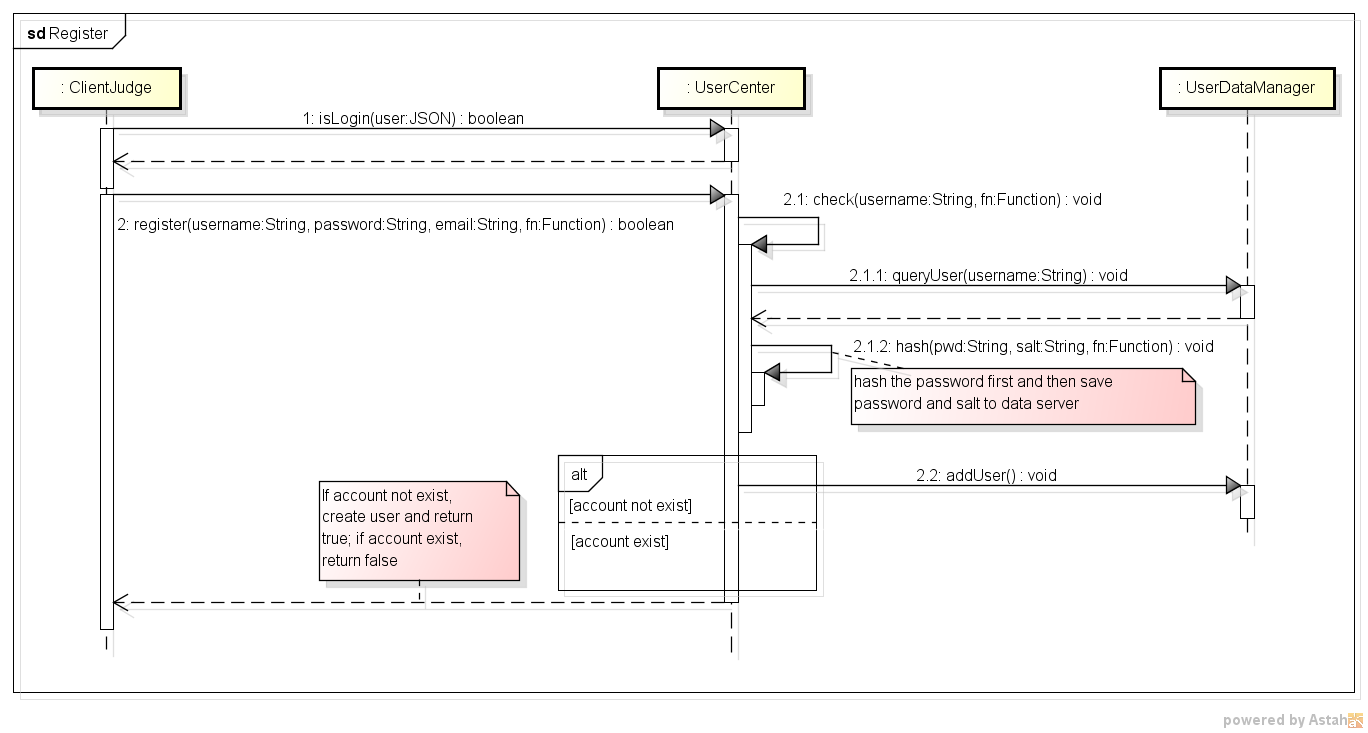 sd Register
: ClientJudge
: UserCenter
: UserDataManager
1: isLogin(user:JSON) : boolean
2.1: check(username:String, fn:Function) : void
2: register(username:String, password:String, email:String, fn:Function) : boolean
2.1.1: queryUser(username:String) : void
2.1.2: hash(pwd:String, salt:String, fn:Function) : void
hash the password first and then save
password and salt to data server
alt
2.2: addUser() : void
[account not exist]
[account exist]
If account not exist,
create user and return
true; if account exist,
return false
powered by Astah